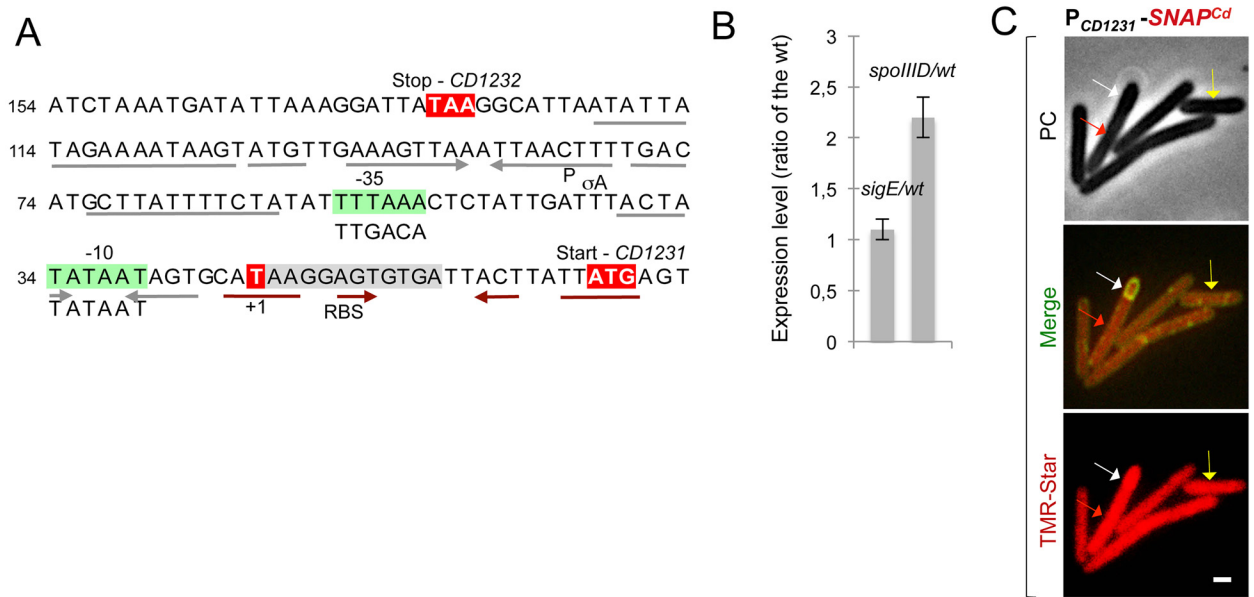 A
Stop - CD1232
154 ATCTAAATGATATTAAAGGATTATAAGGCATTAATATTA
114 TAGAAAATAAGTATGTTGAAAGTTAAATTAACTTTTGAC
-35 P σA
74 ATGCTTATTTTCTATATTTTAAACTCTATTGATTTACTA
TTGACA
-10 Start - CD1231
34 TATAATAGTGCATAAGGAGTGTGATTACTTATTATGAGT
TATAAT +1 RBS
B
Expression level (ratio of the wt)
3
2,5
2
1,5
1
0,5
0
spoIIID/wt
sigE/wt
C
PCD1231-SNAPCd
PC
Merge
TMR-Star